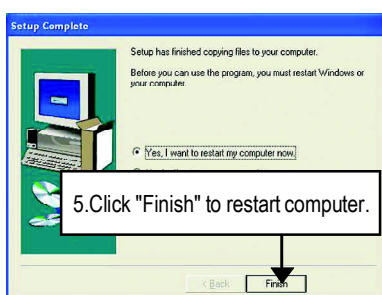 Setup Complete
Setup has finished copying files to your computer.
Before you can use the program, you must restart Windows or
your computer.
Yes, I want to restart my computer now.
5.Click "Finish" to restart computer.
< Back
Finish